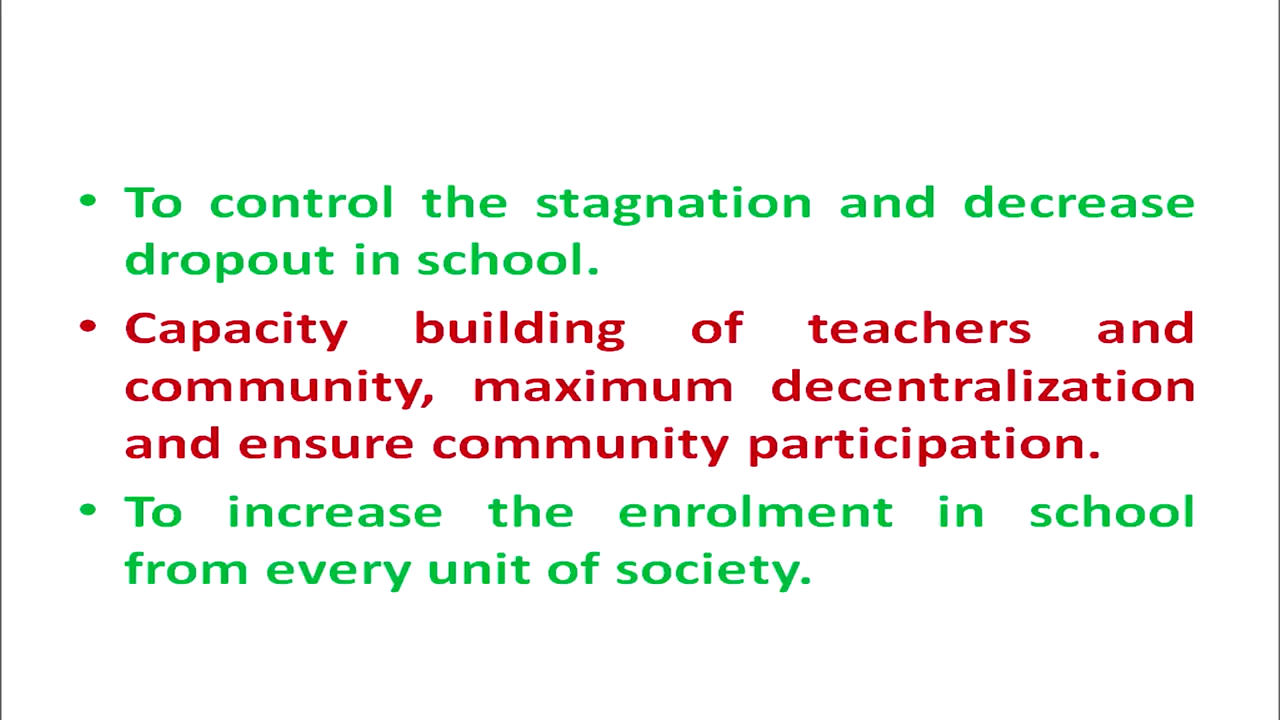 • To control the stagnation and decrease
dropout in school.
• Capacity building of teachers and
community, maximum decentralization
and ensure community participation.
• To increase the enrolment in school
from every unit of society.